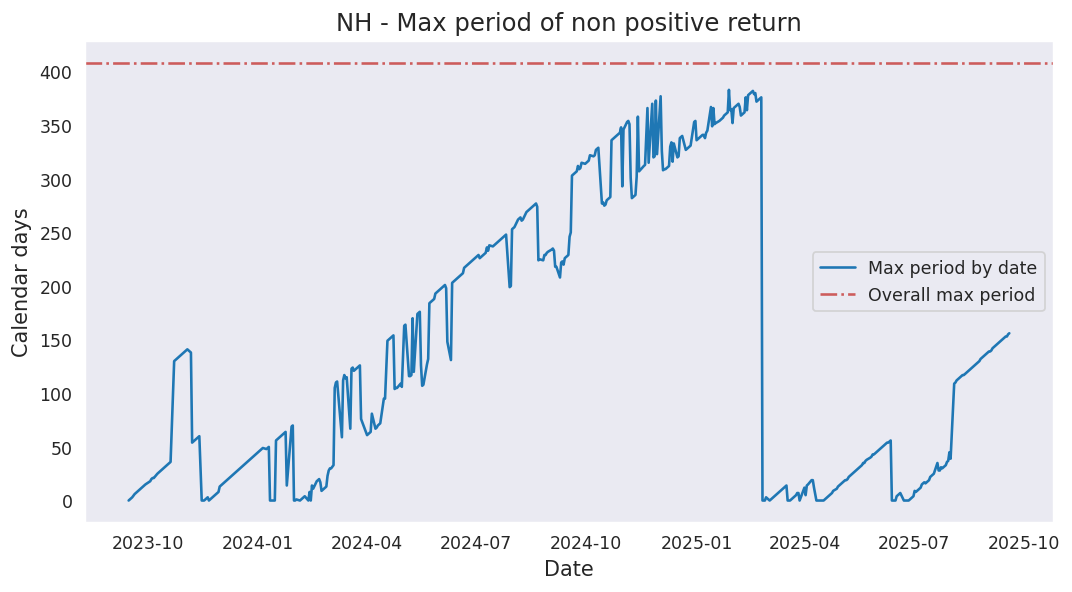 NH - Max period of non positive return
Calendar days
400
350
300
250
200
150
100
50
0
Max period by date
Overall max period
2023-10 2024-01 2024-04 2024-07 2024-10 2025-01 2025-04 2025-07 2025-10
Date